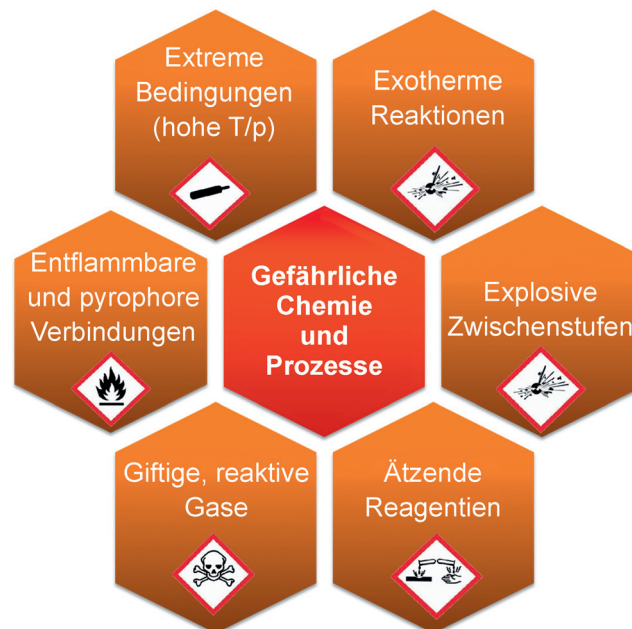 Extreme
Bedingungen
(hohe T/p)
Exotherme
Reaktionen
Entflammbare
und pyrophore
Verbindungen
Gefährliche
Chemie
und
Prozesse
Explosive
Zwischenstufen
Giftige, reaktive
Gase
Ätzende
Reagentien